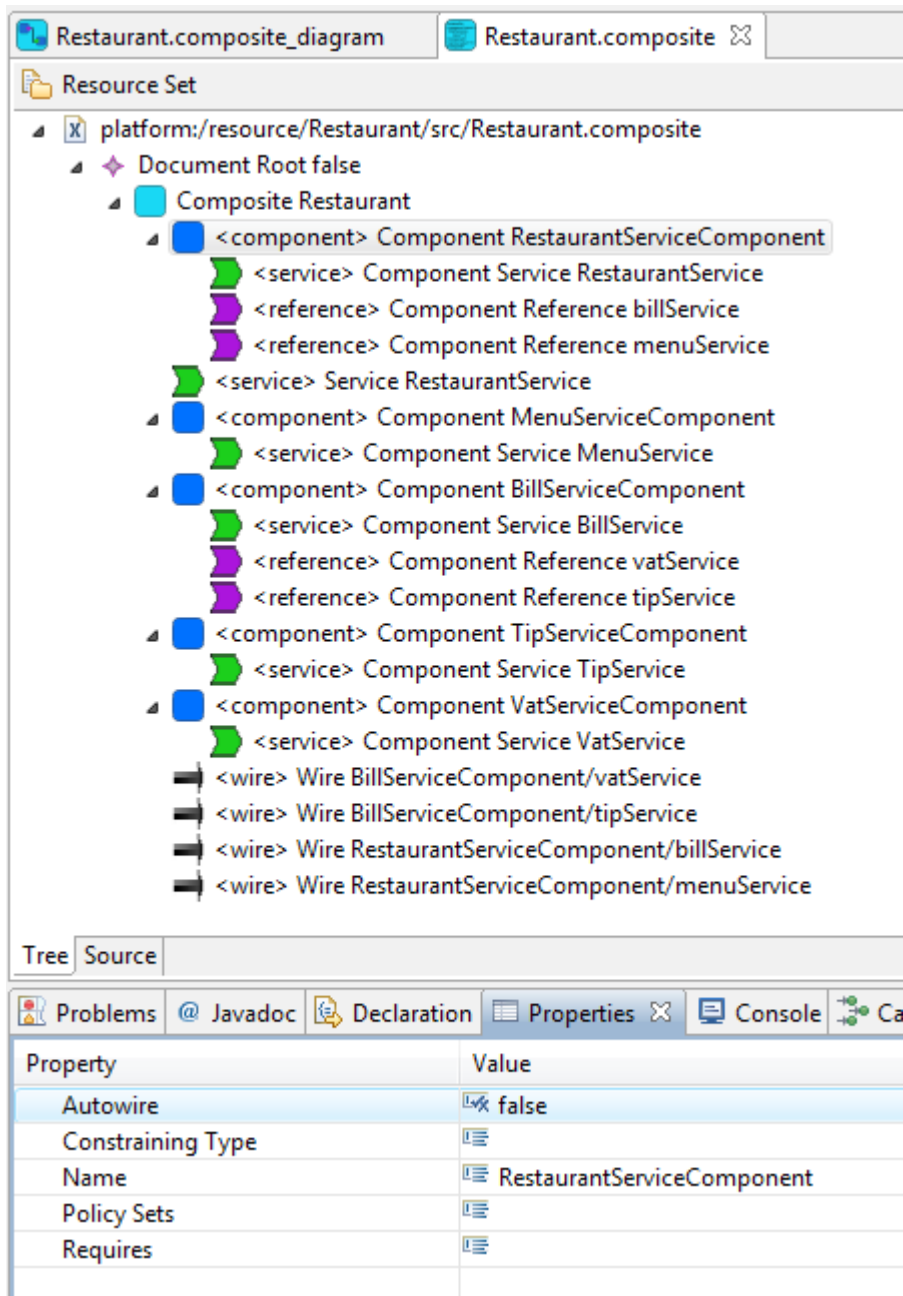 Restaurant.composite_diagram Restaurant.composite
Resource Set
platform:/resource/Restaurant/src/Restaurant.composite
Document Root false
Composite Restaurant
<component> Component RestaurantServiceComponent
<service> Component Service RestaurantService
<reference> Component Reference billService
<reference> Component Reference menuService
<service> Service RestaurantService
<component> Component MenuServiceComponent
<service> Component Service MenuService
<component> Component BillServiceComponent
<service> Component Service BillService
<reference> Component Reference vatService
<reference> Component Reference tipService
<component> Component TipServiceComponent
<service> Component Service TipService
<component> Component VatServiceComponent
<service> Component Service VatService
<wire> Wire BillServiceComponent/vatService
<wire> Wire BillServiceComponent/tipService
<wire> Wire RestaurantServiceComponent/billService
<wire> Wire RestaurantServiceComponent/menuService
Tree Source
Problems @ Javadoc Declaration Properties Console Ca
Property Value
Autowire false
Constraining Type
Name RestaurantServiceComponent
Policy Sets
Requires